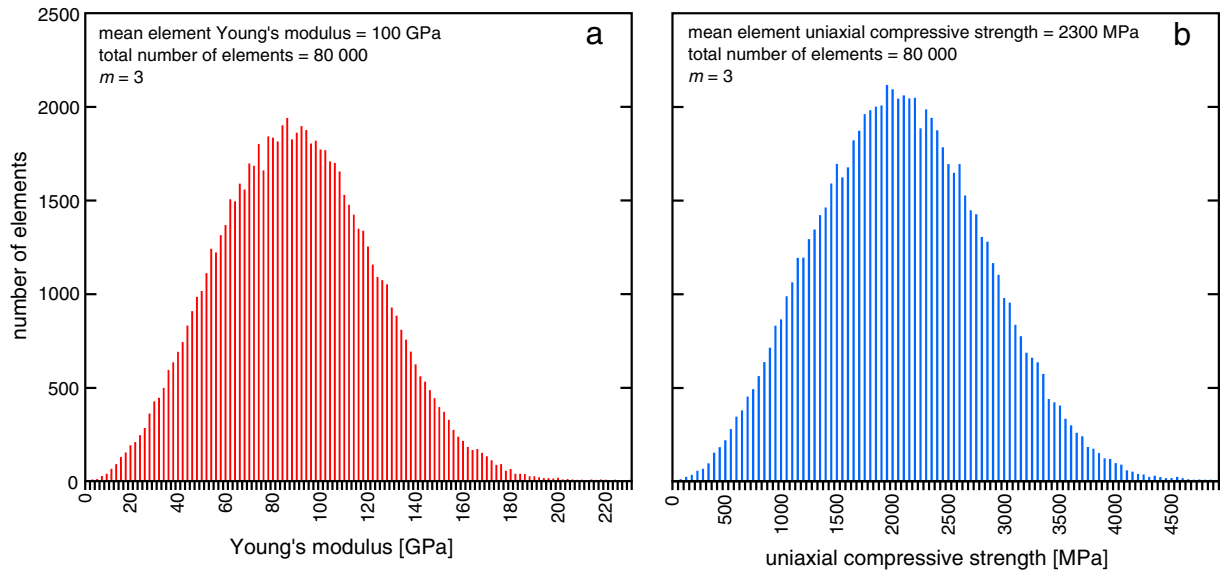 2500
2000
1500
1000
500
0
number of elements
mean element Young's modulus = 100 GPa
total number of elements = 80 000
m = 3
a
0
20
40
60
80
100
120
140
160
180
200
220
Young's modulus [GPa]
mean element uniaxial compressive strength = 2300 MPa
total number of elements = 80 000
m = 3
b
0
500
1000
1500
2000
2500
3000
3500
4000
4500
uniaxial compressive strength [MPa]